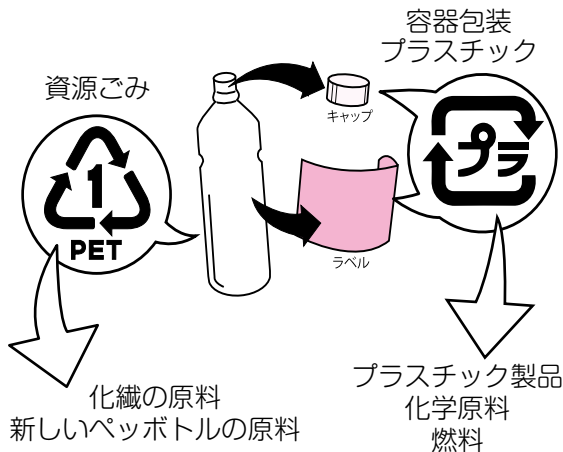 容器包装
プラスチック
資源ごみ
キャップ
プラ
1
PET
ラベル
プラスチック製品
化学原料
燃料
化繊の原料
新しいペッボトルの原料